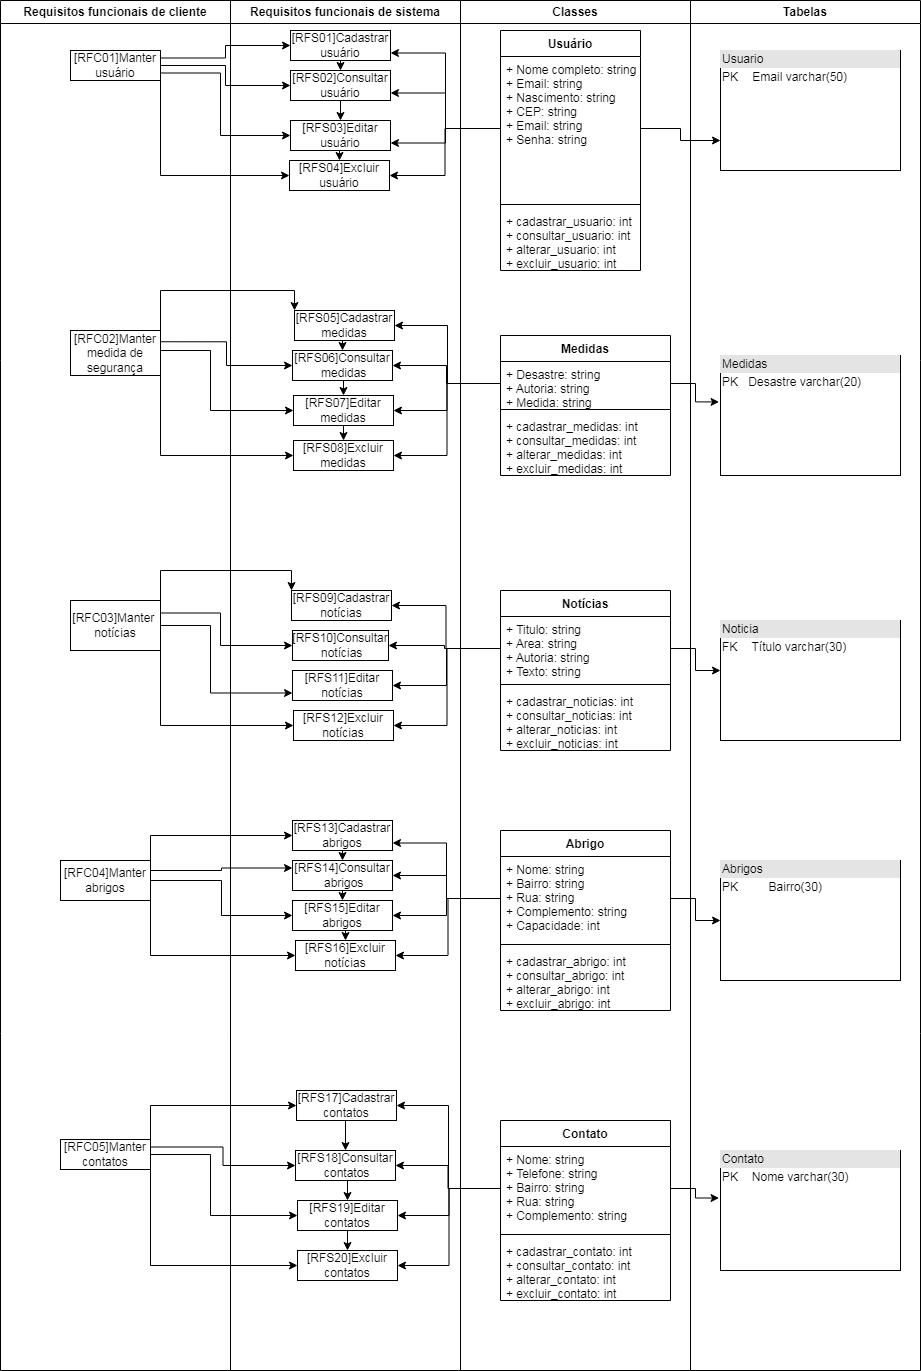 Requisitos funcionais de cliente
Requisitos funcionais de sistema
Classes
Tabelas
[RFC01]Manter
usuário
[RFS01]Cadastrar
usuário
[RFS02]Consultar
usuário
[RFS03]Editar
usuário
[RFS04]Excluir
usuário
Usuário
+ Nome completo: string
+ Email: string
+ Nascimento: string
+ CEP: string
+ Email: string
+ Senha: string
+ cadastrar_usuario: int
+ consultar_usuario: int
+ alterar_usuario: int
+ excluir_usuario: int
Usuario
PK Email varchar(50)
[RFC02]Manter
medida de
segurança
[RFS05]Cadastrar
medidas
[RFS06]Consultar
medidas
[RFS07]Editar
medidas
[RFS08]Excluir
medidas
Medidas
+ Desastre: string
+ Autoria: string
+ Medida: string
+ cadastrar_medidas: int
+ consultar_medidas: int
+ alterar_medidas: int
+ excluir_medidas: int
Medidas
PK Desastre varchar(20)
[RFC03]Manter
notícias
[RFS09]Cadastrar
notícias
[RFS10]Consultar
notícias
[RFS11]Editar
notícias
[RFS12]Excluir
notícias
Notícias
+ Titulo: string
+ Area: string
+ Autoria: string
+ Texto: string
+ cadastrar_noticias: int
+ consultar_noticias: int
+ alterar_noticias: int
+ excluir_noticias: int
Noticia
FK Título varchar(30)
[RFC04]Manter
abrigos
[RFS13]Cadastrar
abrigos
[RFS14]Consultar
abrigos
[RFS15]Editar
abrigos
[RFS16]Excluir
notícias
Abrigo
+ Nome: string
+ Bairro: string
+ Rua: string
+ Complemento: string
+ Capacidade: int
+ cadastrar_abrigo: int
+ consultar_abrigo: int
+ alterar_abrigo: int
+ excluir_abrigo: int
Abrigos
PK Bairro(30)
[RFC05]Manter
contatos
[RFS17]Cadastrar
contatos
[RFS18]Consultar
contatos
[RFS19]Editar
contatos
[RFS20]Excluir
contatos
Contato
+ Nome: string
+ Telefone: string
+ Bairro: string
+ Rua: string
+ Complemento: string
+ cadastrar_contato: int
+ consultar_contato: int
+ alterar_contato: int
+ excluir_contato: int
Contato
PK Nome varchar(30)